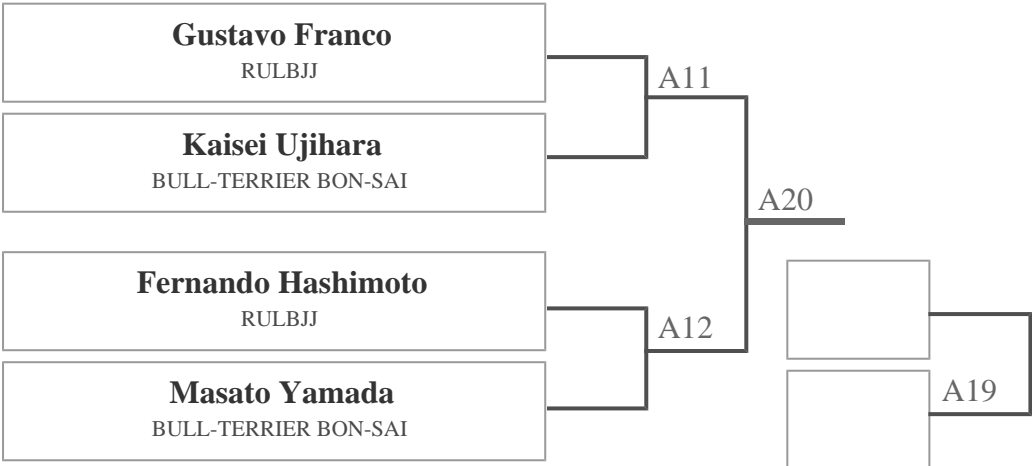 Gustavo Franco
RULBJJ
A11
Kaisei Ujihara
BULL-TERRIER BON-SAI
A20
Fernando Hashimoto
RULBJJ
A12
Masato Yamada
BULL-TERRIER BON-SAI
A19